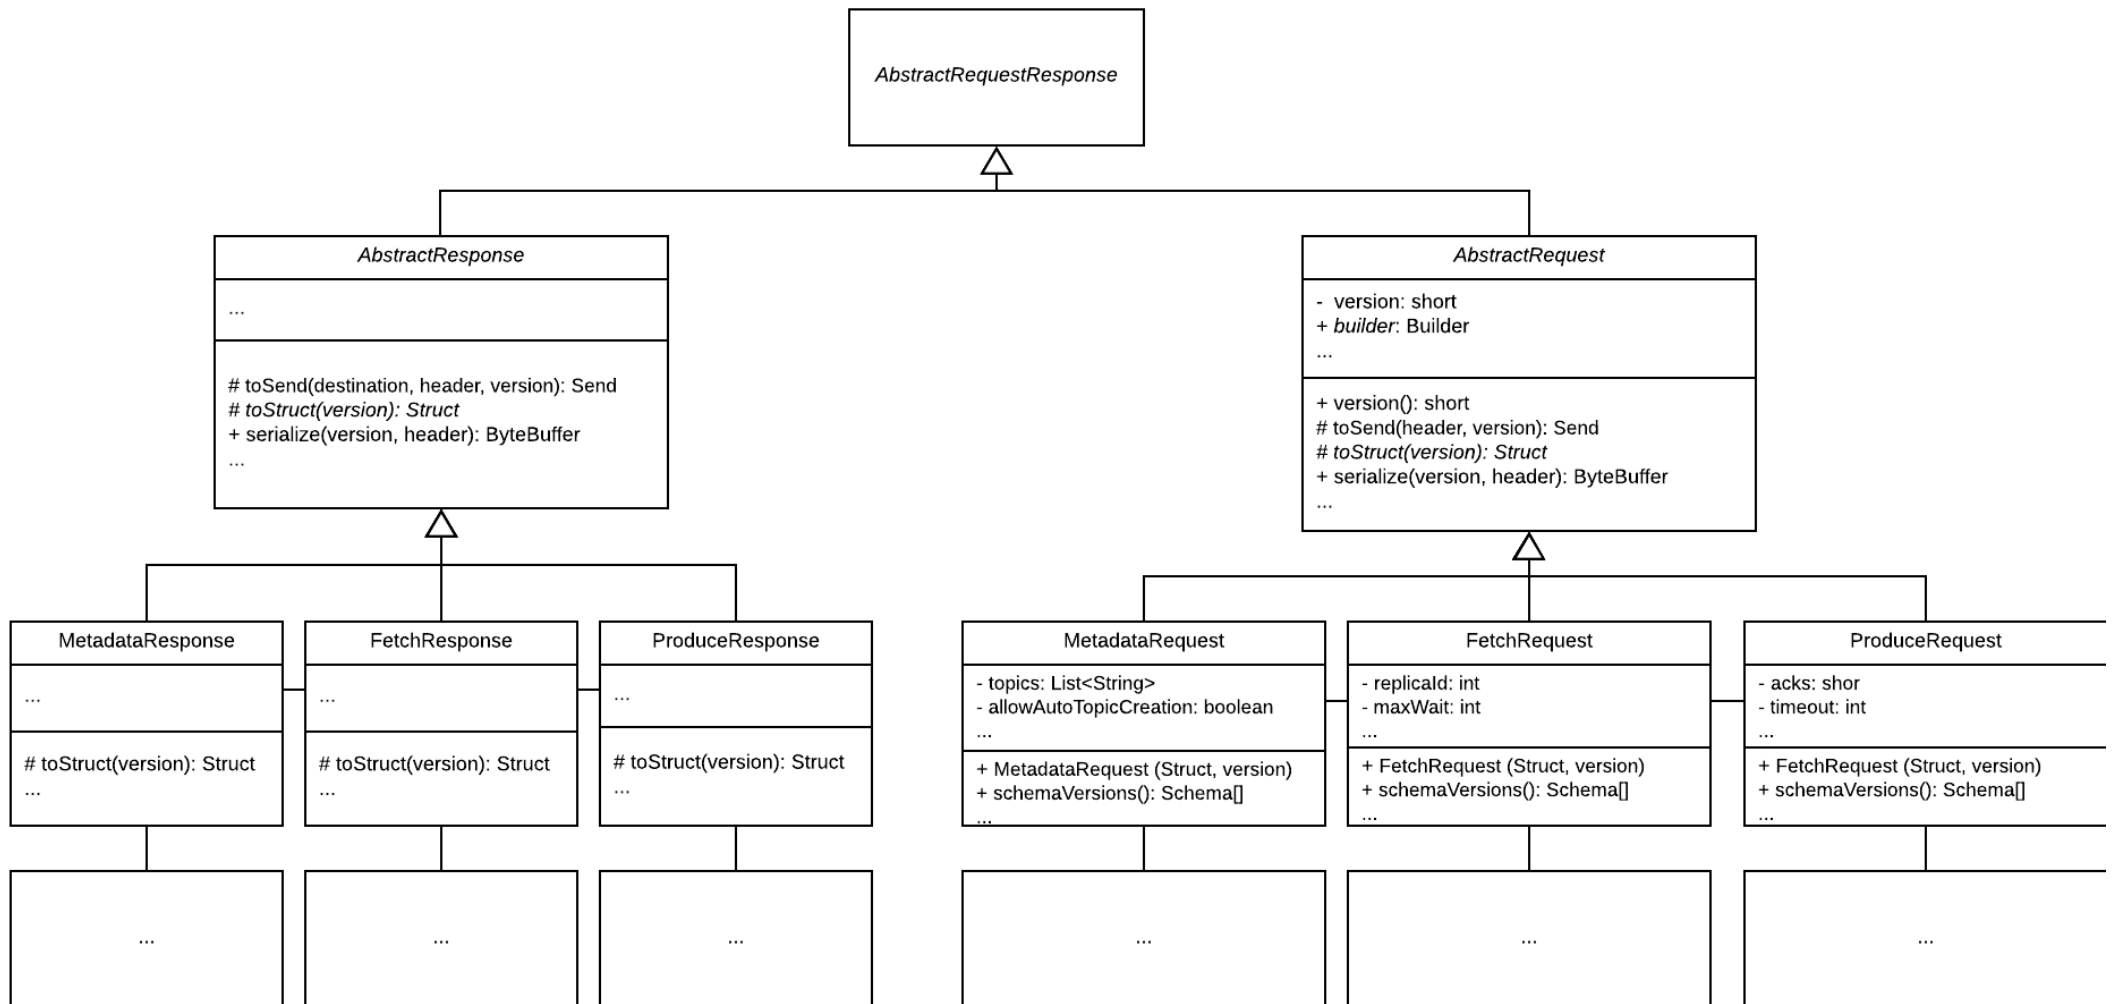 AbstractRequestResponse
AbstractResponse
...
# toSend(destination, header, version): Send
# toStruct(version): Struct
+ serialize(version, header): ByteBuffer
...
AbstractRequest
- version: short
+ builder: Builder
...
+ version(): short
# toSend(header, version): Send
# toStruct(version): Struct
+ serialize(version, header): ByteBuffer
...
MetadataResponse
...
# toStruct(version): Struct
...
FetchResponse
...
# toStruct(version): Struct
...
ProduceResponse
...
# toStruct(version): Struct
...
MetadataRequest
- topics: List<String>
- allowAutoTopicCreation: boolean
...
+ MetadataRequest (Struct, version)
+ schemaVersions(): Schema[]
...
FetchRequest
- replicaId: int
- maxWait: int
...
+ FetchRequest (Struct, version)
+ schemaVersions(): Schema[]
...
ProduceRequest
- acks: shor
- timeout: int
...
+ FetchRequest (Struct, version)
+ schemaVersions(): Schema[]
...
...
...
...
...
...
...